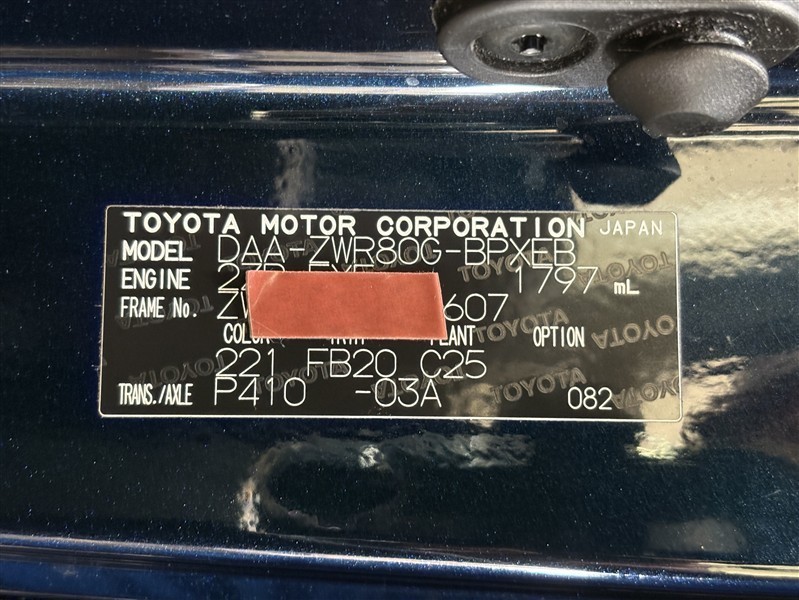 TOYOTA MOTOR CORPORATION JAPAN
MODEL DAA-ZWR80G-BPXEB
ENGINE 1797 mL
FRAME No. ZW 607
COLOR PLANT OPTION
221 FB20 C25
TRANS./AXLE P410 -03A 082